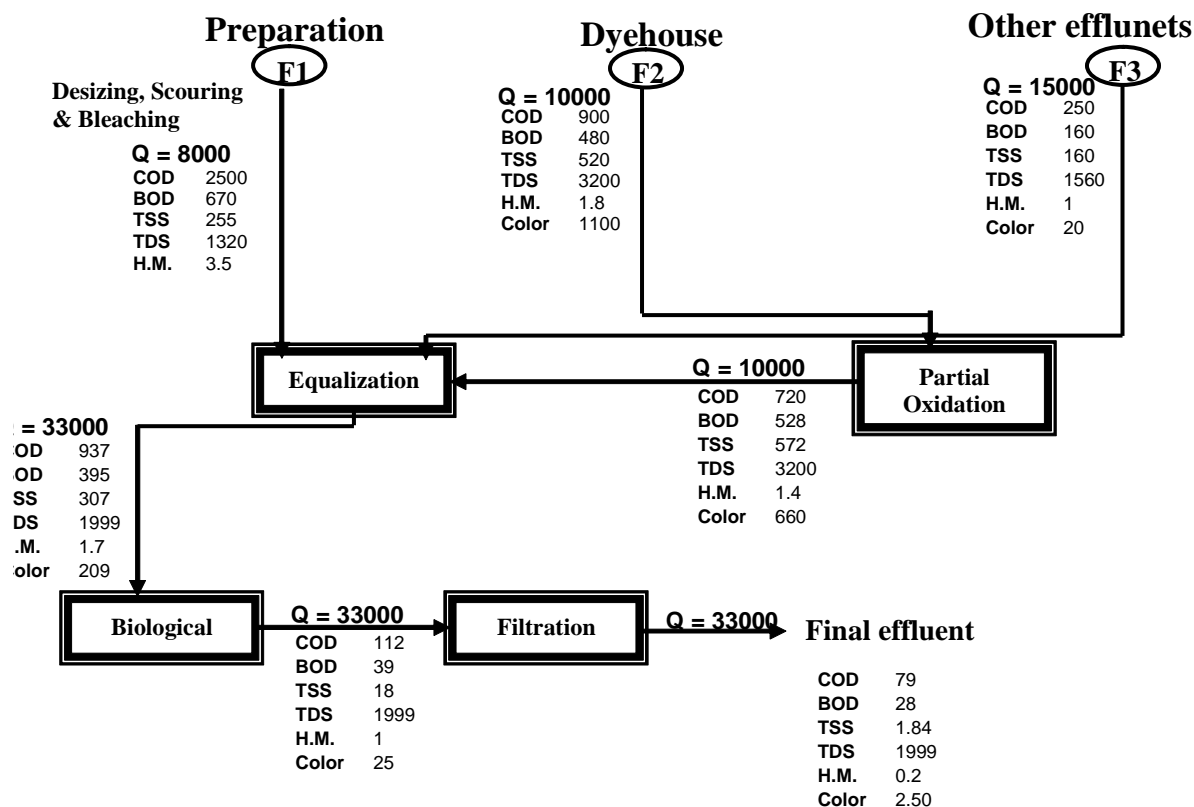 Preparation
F1
Desizing, Scouring
& Bleaching
Q = 8000
COD 2500
BOD 670
TSS 255
TDS 1320
H.M. 3.5
Dyehouse
F2
Q = 10000
COD 900
BOD 480
TSS 520
TDS 3200
H.M. 1.8
Color 1100
Other efflunets
F3
Q = 15000
COD 250
BOD 160
TSS 160
TDS 1560
H.M. 1
Color 20
Equalization
Q = 10000
COD 720
BOD 528
TSS 572
TDS 3200
H.M. 1.4
Color 660
Partial
Oxidation
= 33000
OD 937
OD 395
SS 307
DS 1999
.M. 1.7
olor 209
Biological
Q = 33000
COD 112
BOD 39
TSS 18
TDS 1999
H.M. 1
Color 25
Filtration
Q = 33000
Final effluent
COD 79
BOD 28
TSS 1.84
TDS 1999
H.M. 0.2
Color 2.50